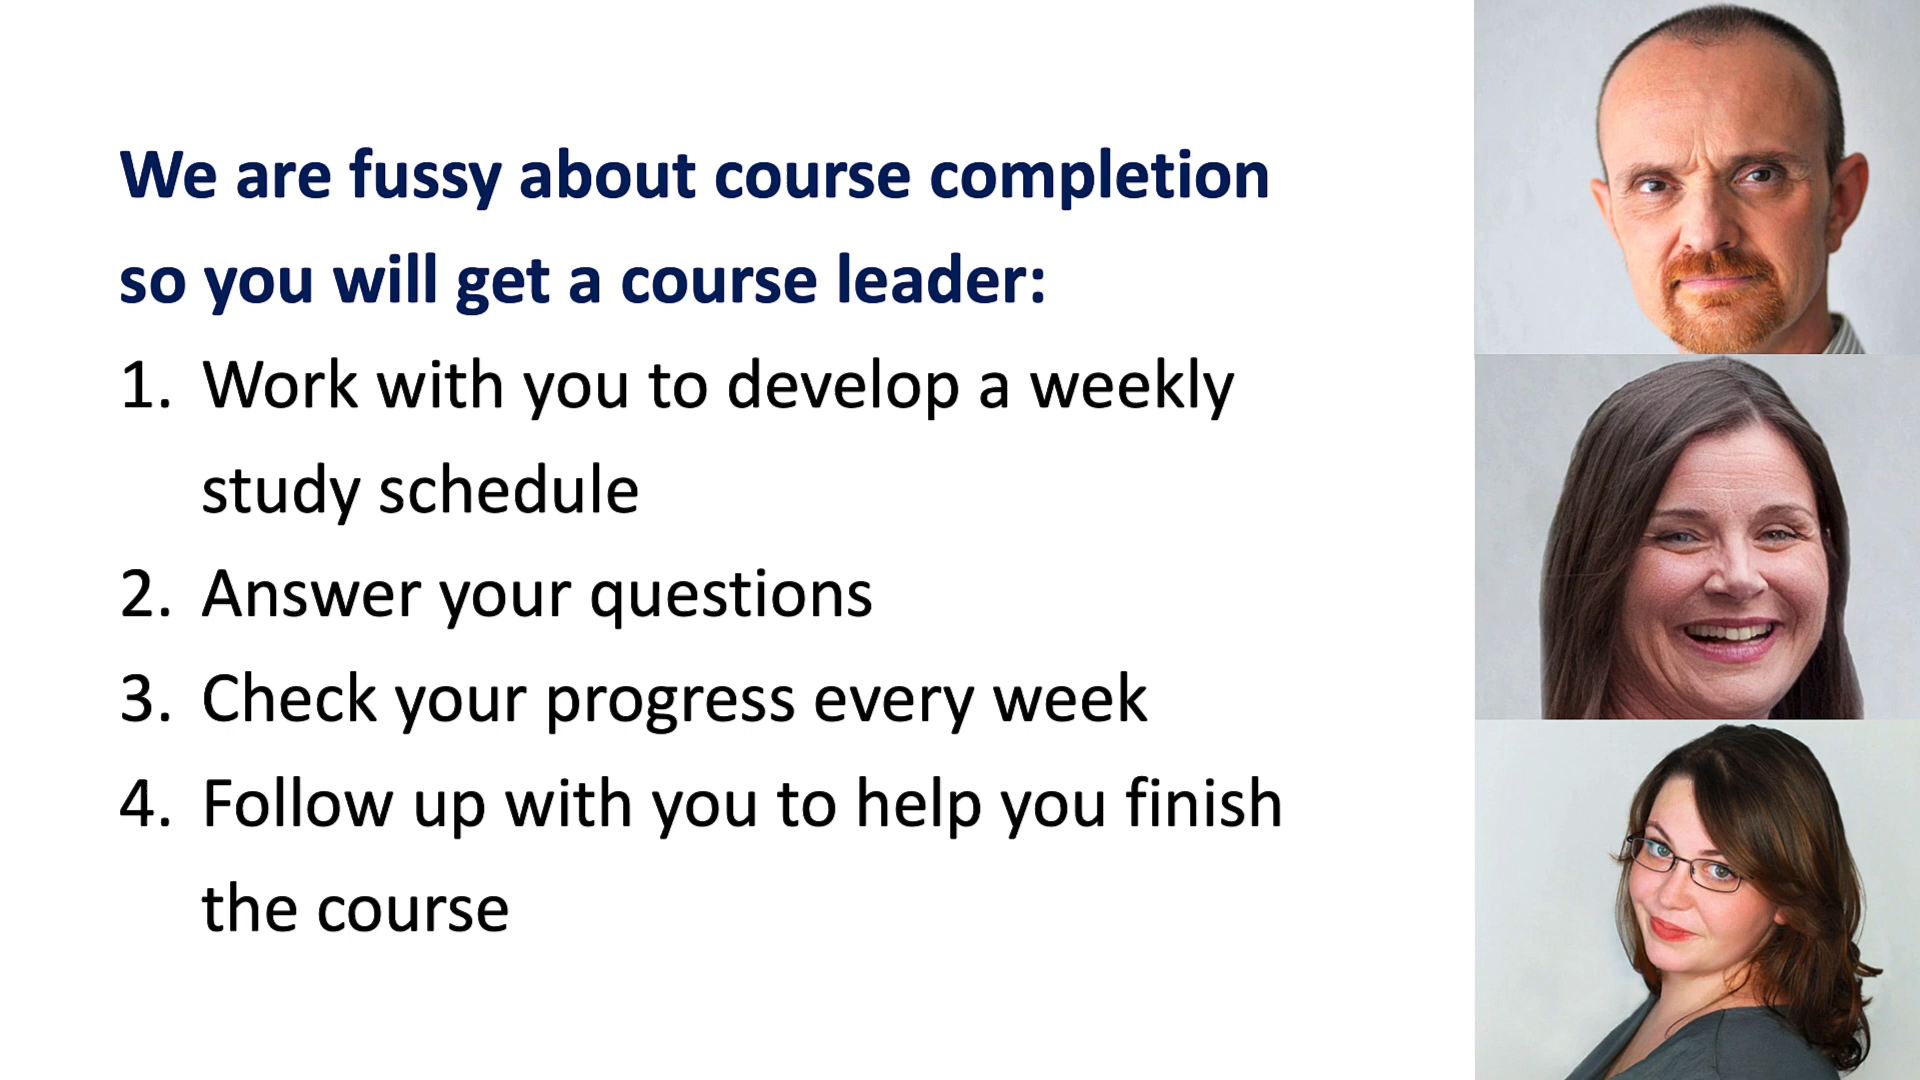 We are fussy about course completion
so you will get a course leader:
1. Work with you to develop a weekly
study schedule
2. Answer your questions
3. Check your progress every week
4. Follow up with you to help you finish
the course